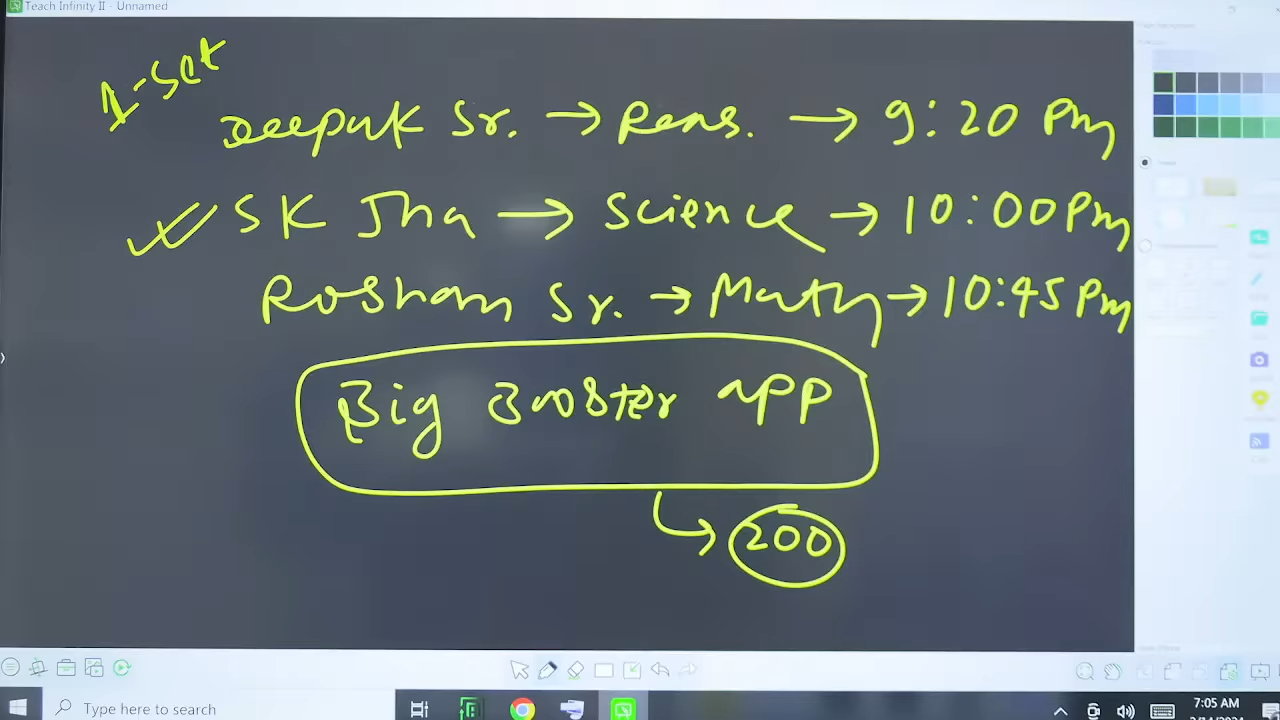 Teach Infinity II - Unnamed
1-Set
Deepak Sr. → Reas. → 9:20 Pm
SK Jha → Science → 10:00 Pm
Roshan Sr. → Math → 10:45 Pm
Big Booster app
200
Type here to search
7:05 AM